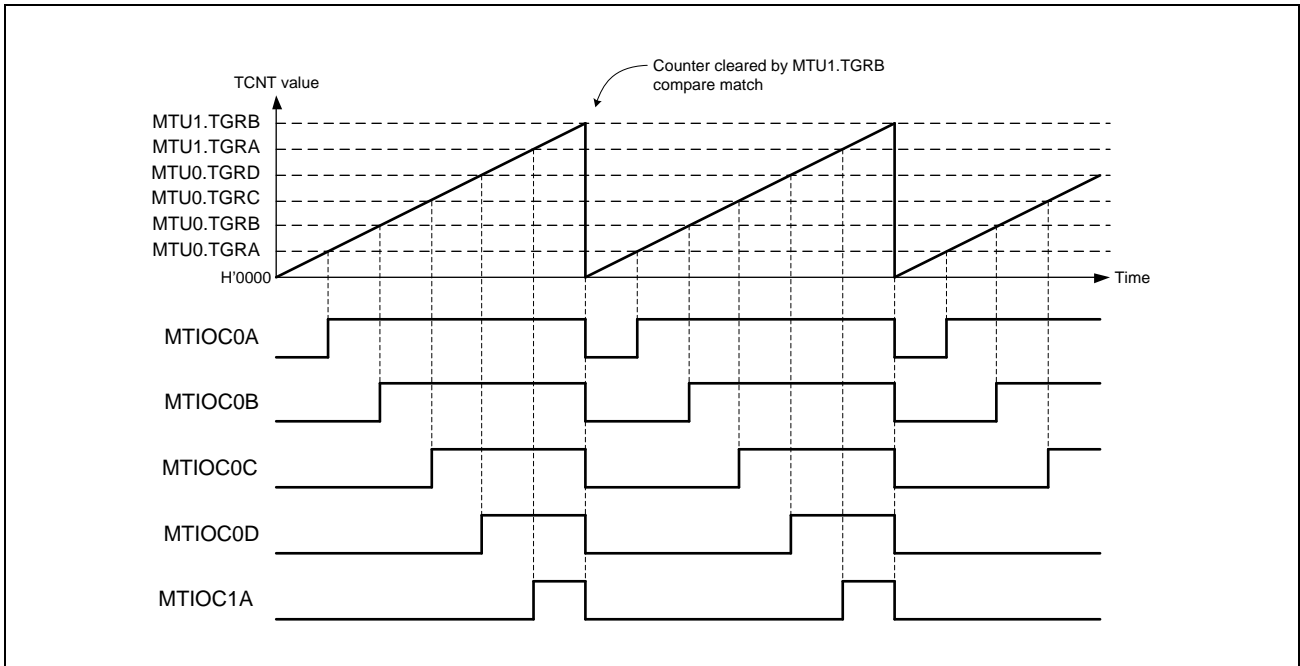 Counter cleared by MTU1.TGRB
compare match
TCNT value
MTU1.TGRB
MTU1.TGRA
MTU0.TGRD
MTU0.TGRC
MTU0.TGRB
MTU0.TGRA
H'0000
Time
MTIOC0A
MTIOC0B
MTIOC0C
MTIOC0D
MTIOC1A